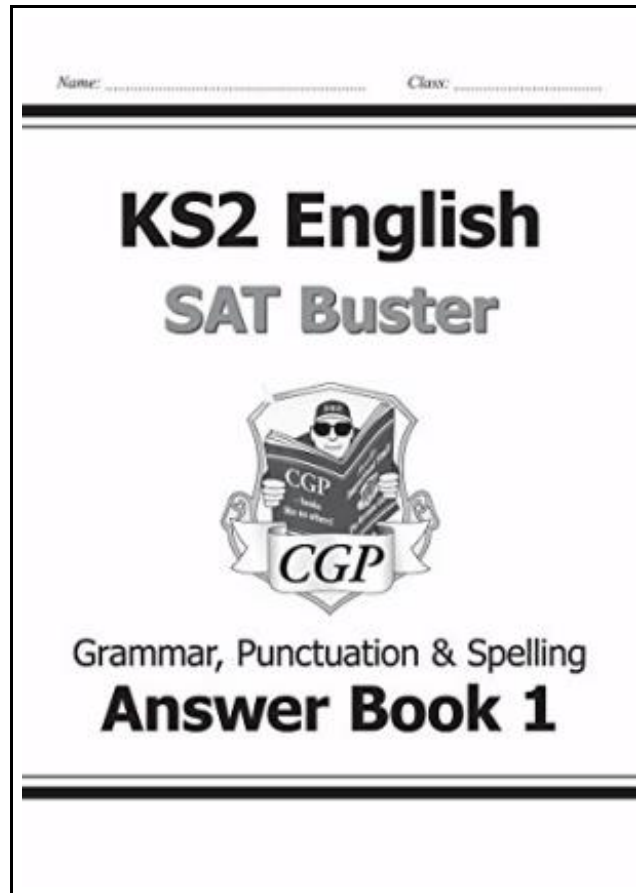 Name: Class:
KS2 English
SAT Buster
CGP
CGP
Grammar, Punctuation & Spelling
Answer Book 1